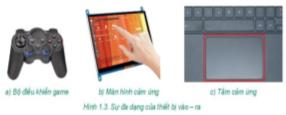 a) Bộ điều khiển game
b) Màn hình cảm ứng
c) Tấm cảm ứng
Hình 1.3. Sự đa dạng của thiết bị vào – ra